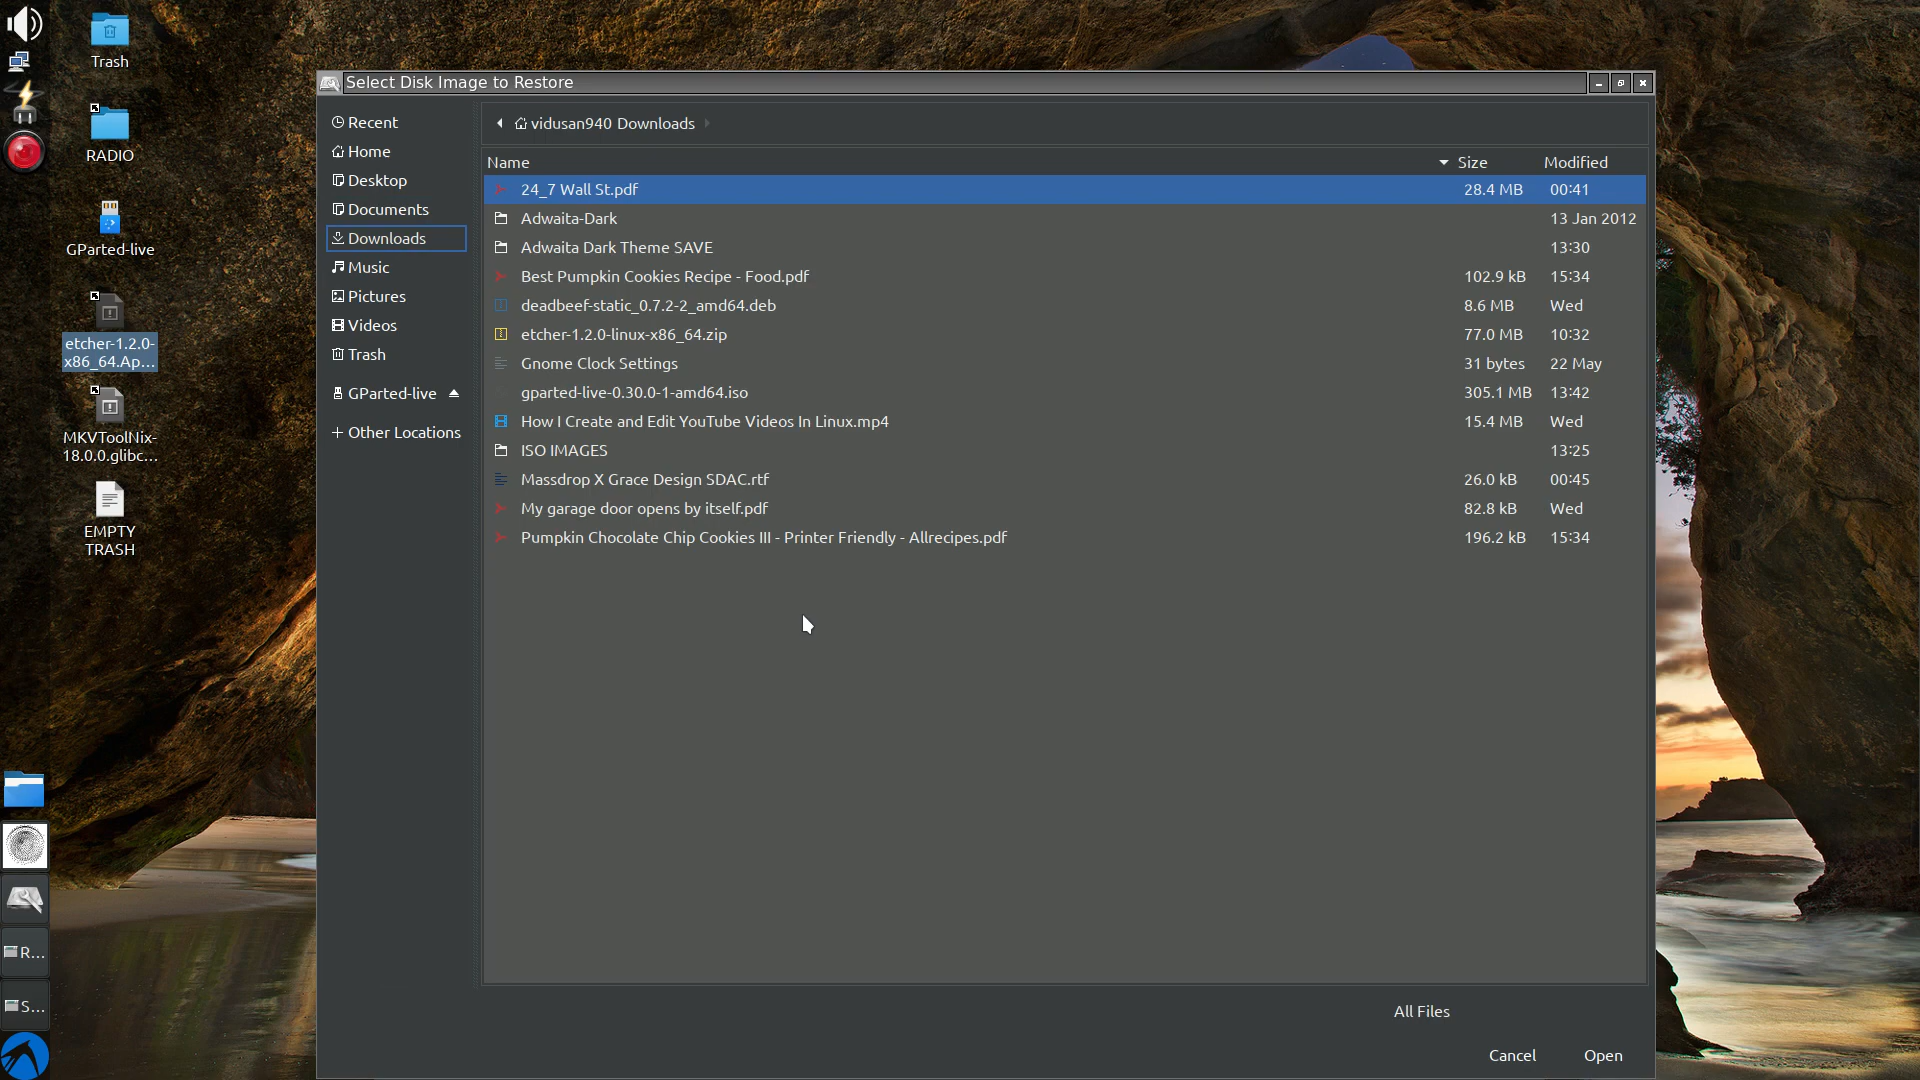 Trash
RADIO
GParted-live
etcher-1.2.0-
x86_64.Ap...
MKVToolNix-
18.0.0.glibc...
EMPTY
TRASH
R...
S...
Select Disk Image to Restore
Recent
Home
Desktop
Documents
Downloads
Music
Pictures
Videos
Trash
GParted-live
Other Locations
vidusan940 Downloads
Name Size Modified
24_7 Wall St.pdf 28.4 MB 00:41
Adwaita-Dark 13 Jan 2012
Adwaita Dark Theme SAVE 13:30
Best Pumpkin Cookies Recipe - Food.pdf 102.9 kB 15:34
deadbeef-static_0.7.2-2_amd64.deb 8.6 MB Wed
etcher-1.2.0-linux-x86_64.zip 77.0 MB 10:32
Gnome Clock Settings 31 bytes 22 May
gparted-live-0.30.0-1-amd64.iso 305.1 MB 13:42
How I Create and Edit YouTube Videos In Linux.mp4 15.4 MB Wed
ISO IMAGES 13:25
Massdrop X Grace Design SDAC.rtf 26.0 kB 00:45
My garage door opens by itself.pdf 82.8 kB Wed
Pumpkin Chocolate Chip Cookies III - Printer Friendly - Allrecipes.pdf 196.2 kB 15:34
All Files
Cancel Open